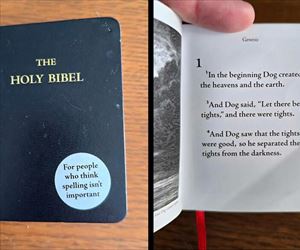 THE
HOLY BIBEL
For people
who think
spelling isn't
important
Genesis
1
1In the beginning Dog created
the heavens and the earth.
3And Dog said, "Let there be
tights," and there were tights.
4And Dog saw that the tights
were good, so he separated the
tights from the darkness.